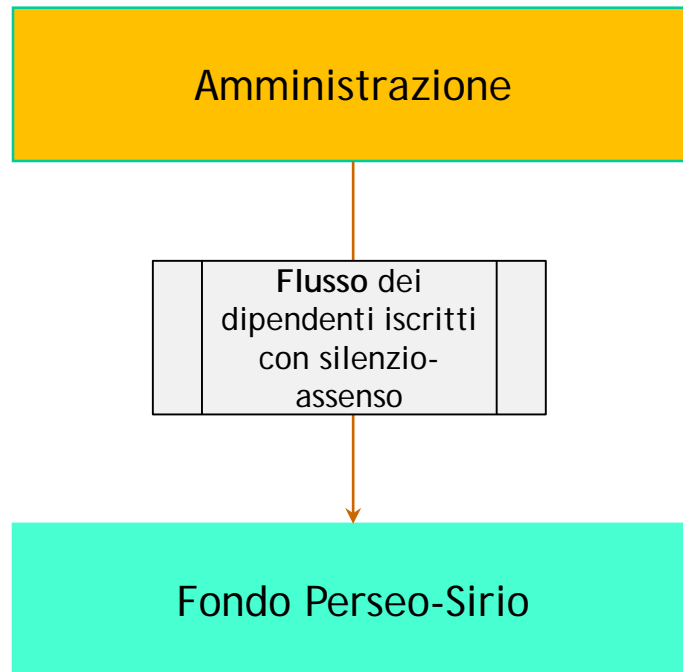 Amministrazione
Flusso dei
dipendenti iscritti
con silenzio-
assenso
Fondo Perseo-Sirio